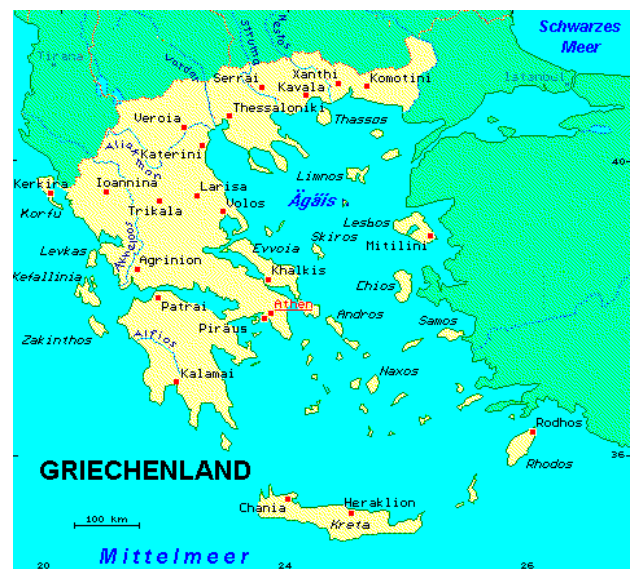 Schwarzes
Meer
Tirana
Vardar
Struma
Nestos
Istanbul
Serrai
Xanthi
Kavala
Komotini
Thessaloniki
Veroia
Thassos
Aliakmon
Katerini
40
Kerkira
Ioannina
Larisa
Limnos
Ägäis
Korfu
Trikala
Volos
Lesbos
Skiros
Mitilini
Levkas
Akheloos
Evvoia
Agrinion
Khalkis
Kefallinia
Chios
Patrai
Athen
Piräus
Andros
Samos
Zakinthos
Alfios
Kalamai
Naxos
Rodhos
GRIECHENLAND
36
Rhodos
Chania
Heraklion
Kreta
100 km
Mittelmeer
20
24
26